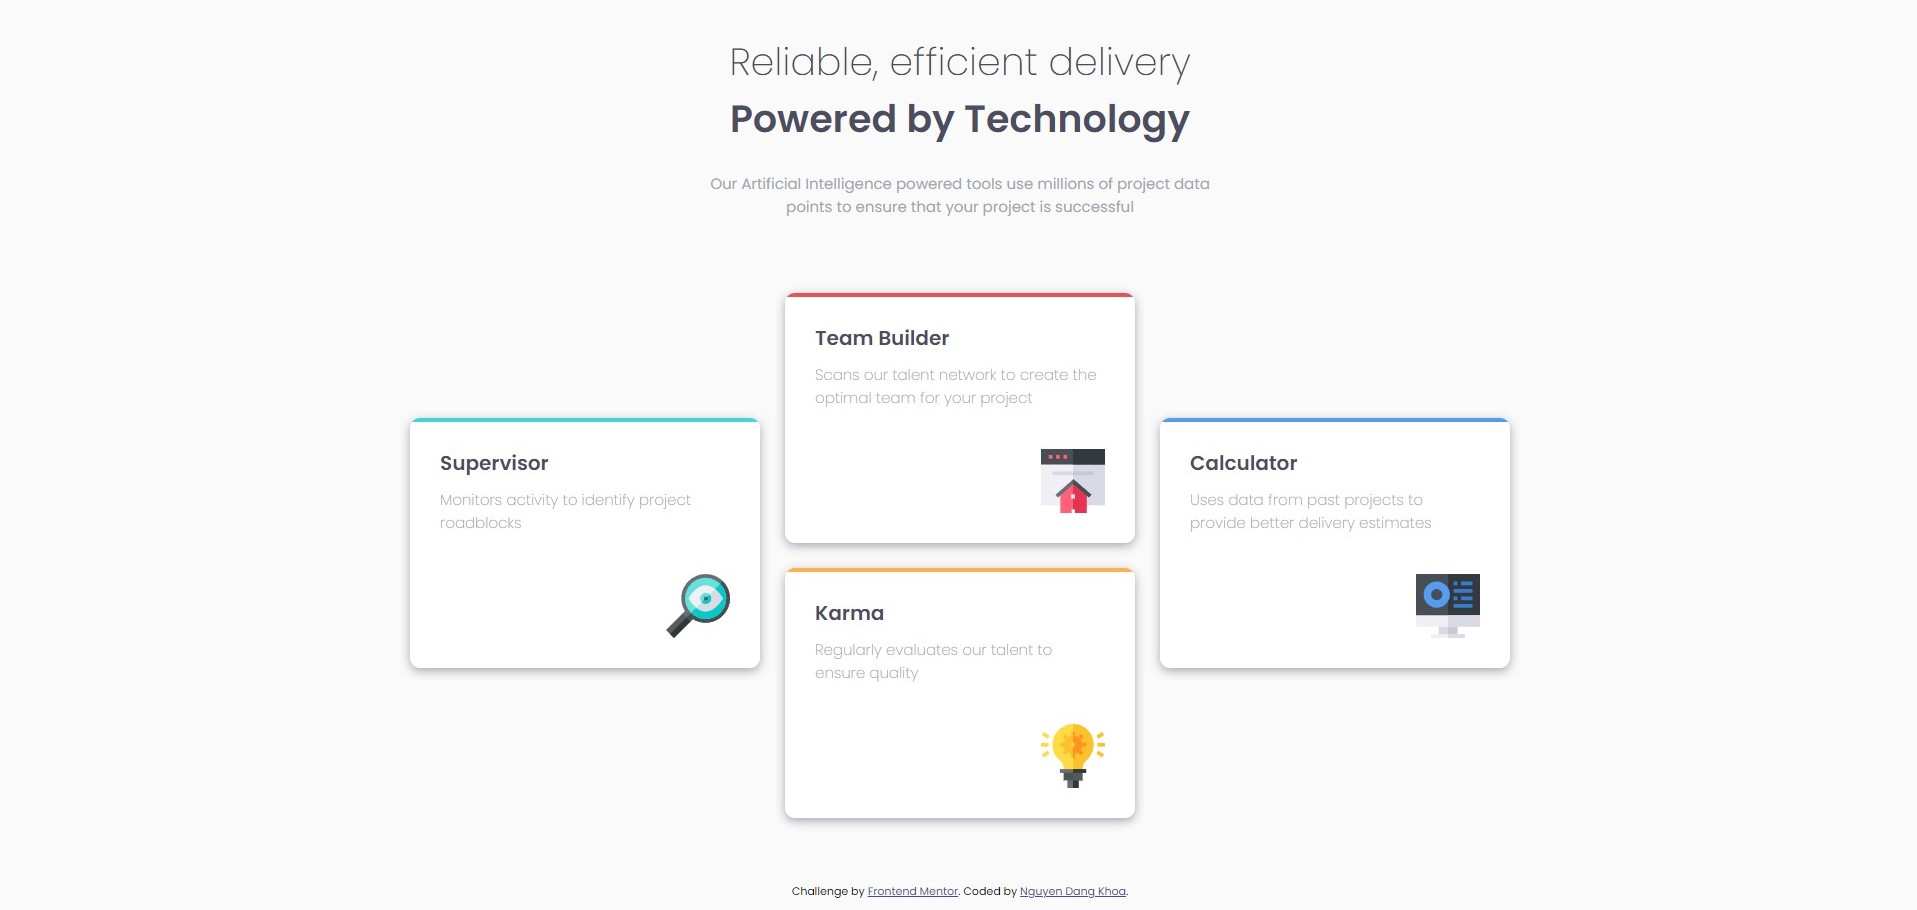 Reliable, efficient delivery
Powered by Technology
Our Artificial Intelligence powered tools use millions of project data
points to ensure that your project is successful
Supervisor
Monitors activity to identify project
roadblocks
Team Builder
Scans our talent network to create the
optimal team for your project
Karma
Regularly evaluates our talent to
ensure quality
Calculator
Uses data from past projects to
provide better delivery estimates
Challenge by Frontend Mentor. Coded by Nguyen Dang Khoa.